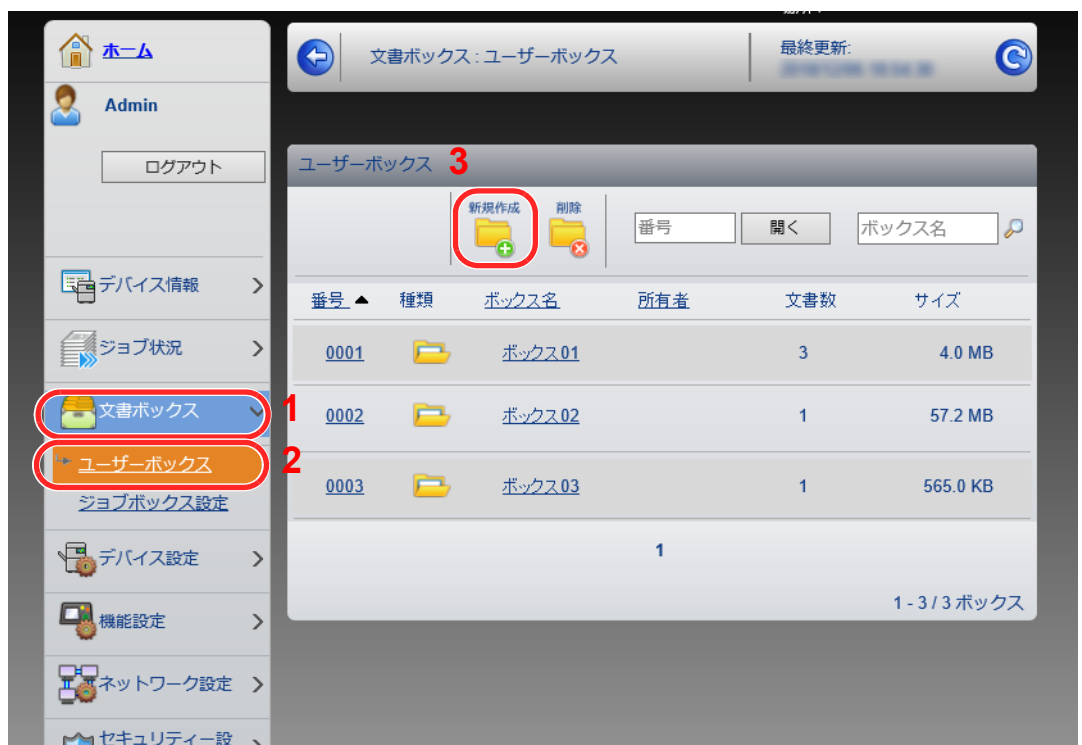 ホーム
Admin
ログアウト
デバイス情報
ジョブ状況
文書ボックス 1
ユーザーボックス 2
ジョブボックス設定
デバイス設定
機能設定
ネットワーク設定
セキュリティー設
文書ボックス : ユーザーボックス
最終更新:
ユーザーボックス 3
新規作成 削除
番号 開く ボックス名
番号 ▲ 種類 ボックス名 所有者 文書数 サイズ
0001 ボックス01 3 4.0 MB
0002 ボックス02 1 57.2 MB
0003 ボックス03 1 565.0 KB
1
1 - 3 / 3 ボックス